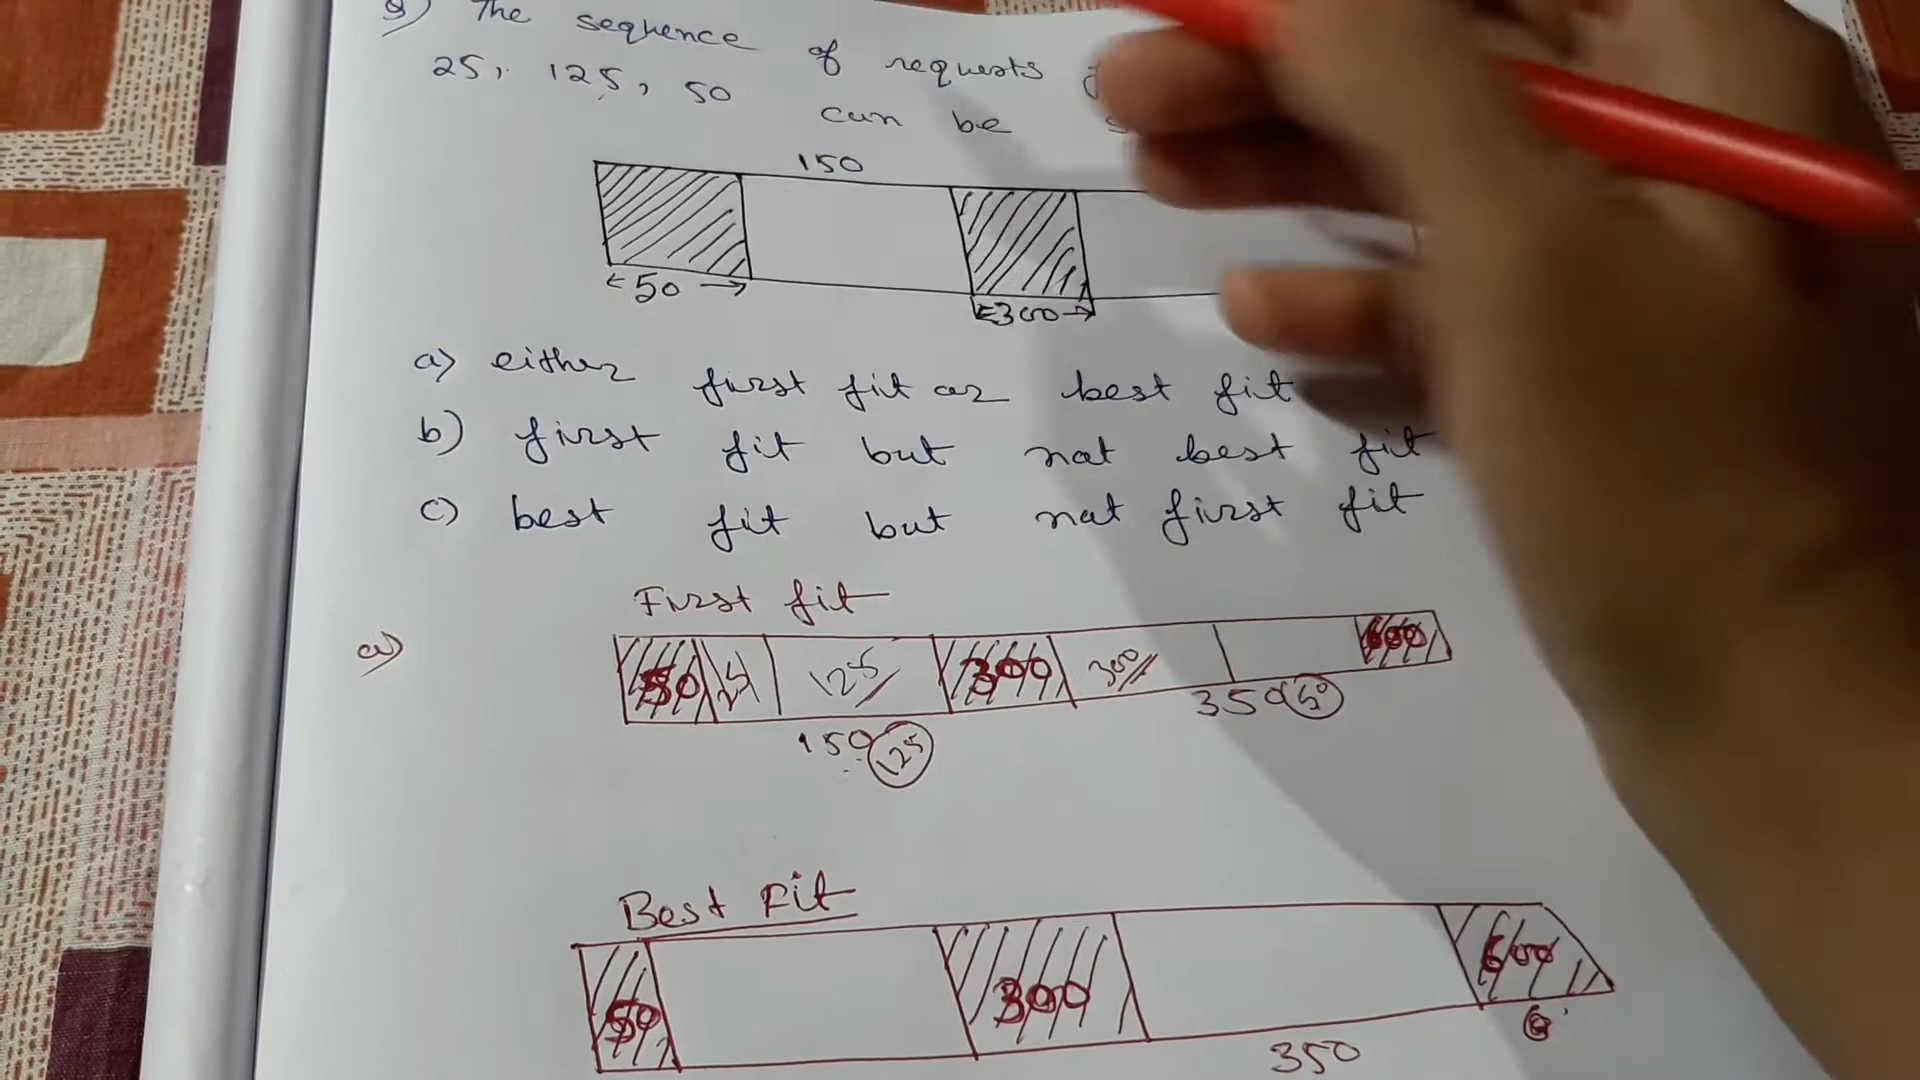 The sequence of requests
25, 125, 50 can be
150
50
300
a) either first fit or best fit
b) first fit but not best fit
c) best fit but not first fit
First fit
a)
50 125 300 300 600
150 125 350 50
Best Fit
50 300 600
350